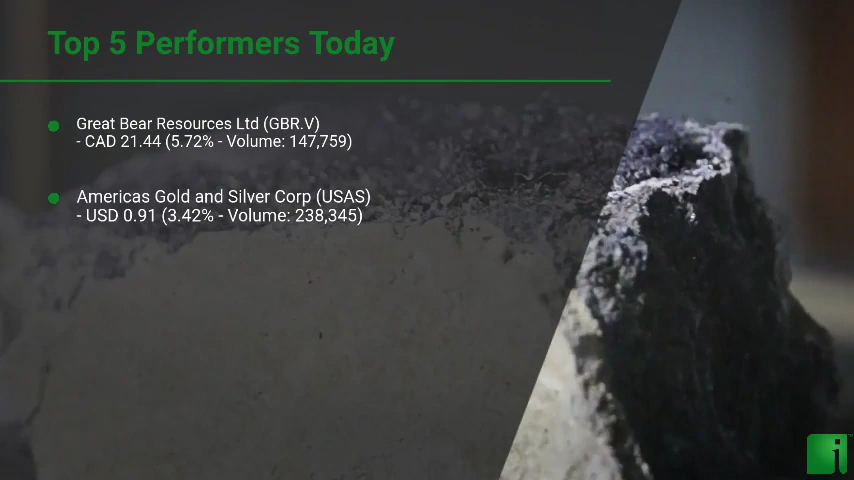 Top 5 Performers Today
Great Bear Resources Ltd (GBR.V)
- CAD 21.44 (5.72% - Volume: 147,759)
Americas Gold and Silver Corp (USAS)
- USD 0.91 (3.42% - Volume: 238,345)
i